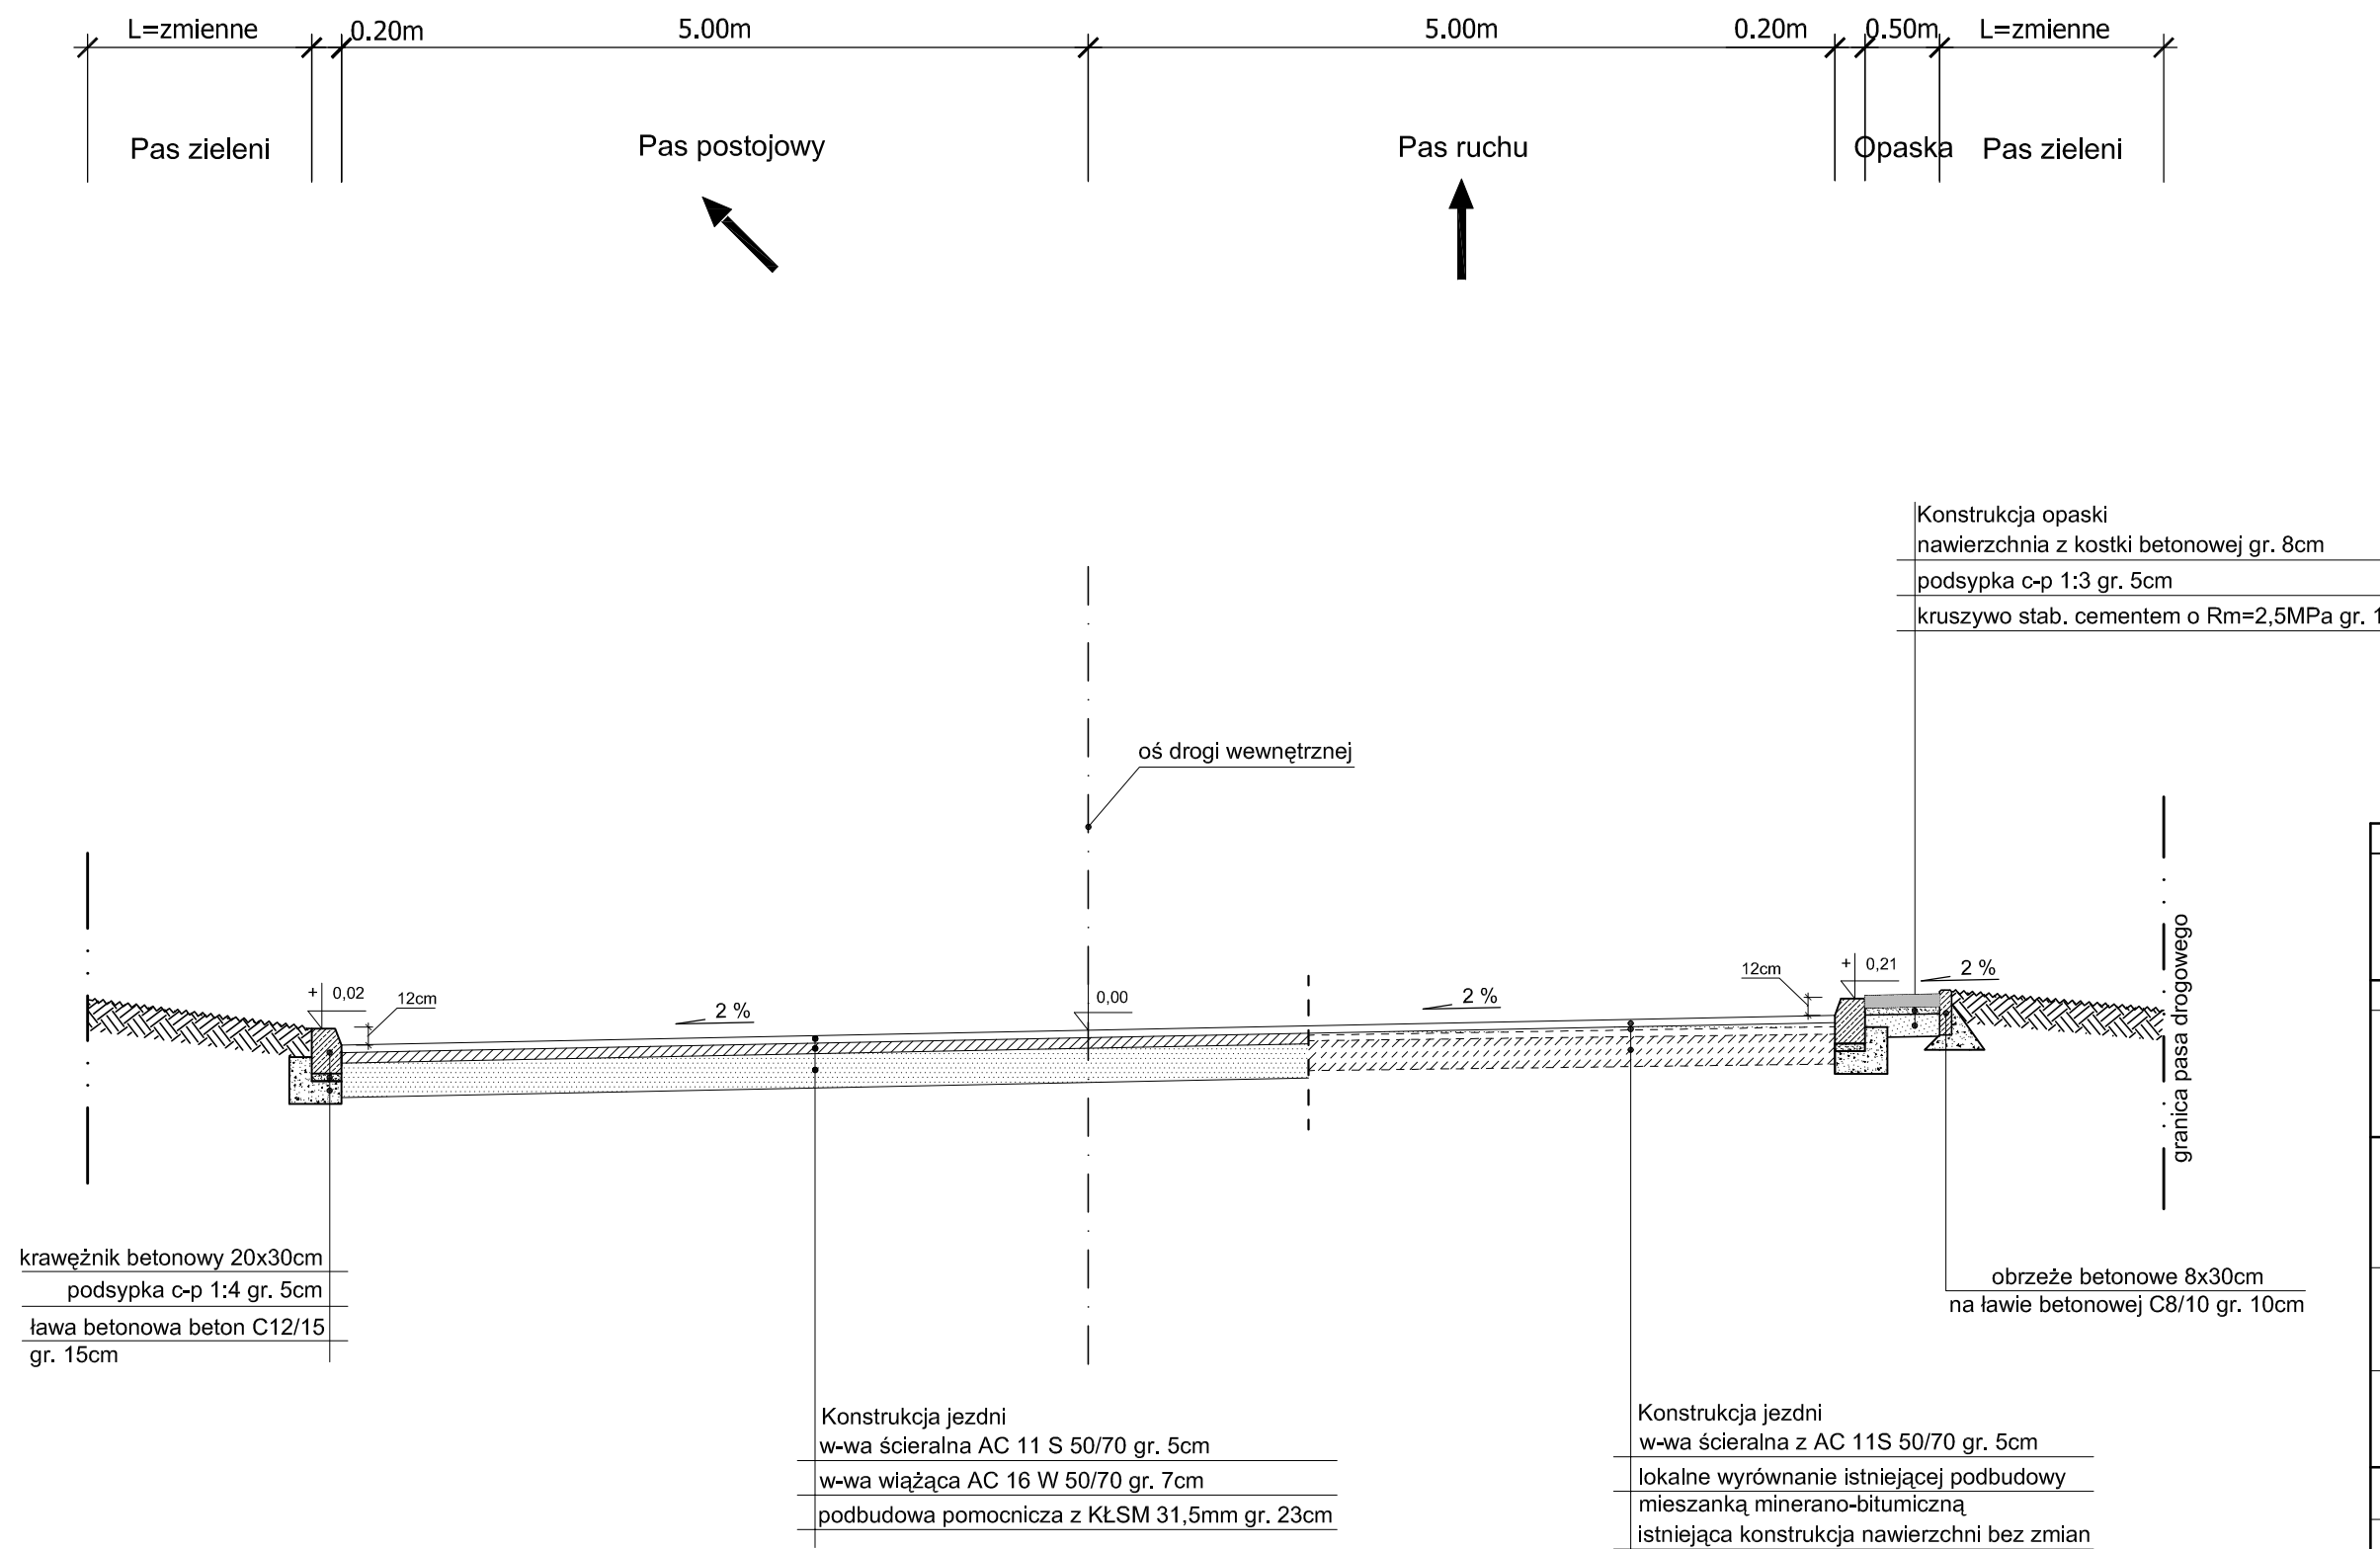 L=zmienne
0.20m
5.00m
5.00m
0.20m
0.50m
L=zmienne
Pas zieleni
Pas postojowy
Pas ruchu
Opaska
Pas zieleni
Konstrukcja opaski
nawierzchnia z kostki betonowej gr. 8cm
podsypka c-p 1:3 gr. 5cm
kruszywo stab. cementem o Rm=2,5MPa gr. 1
oś drogi wewnętrznej
granica pasa drogowego
+ 0,02
12cm
2 %
0,00
2 %
12cm
+ 0,21
2 %
krawężnik betonowy 20x30cm
podsypka c-p 1:4 gr. 5cm
ława betonowa beton C12/15
gr. 15cm
obrzeże betonowe 8x30cm
na ławie betonowej C8/10 gr. 10cm
Konstrukcja jezdni
w-wa ścieralna AC 11 S 50/70 gr. 5cm
w-wa wiążąca AC 16 W 50/70 gr. 7cm
podbudowa pomocnicza z KŁSM 31,5mm gr. 23cm
Konstrukcja jezdni
w-wa ścieralna z AC 11S 50/70 gr. 5cm
lokalne wyrównanie istniejącej podbudowy
mieszanką minerano-bitumiczną
istniejąca konstrukcja nawierzchni bez zmian